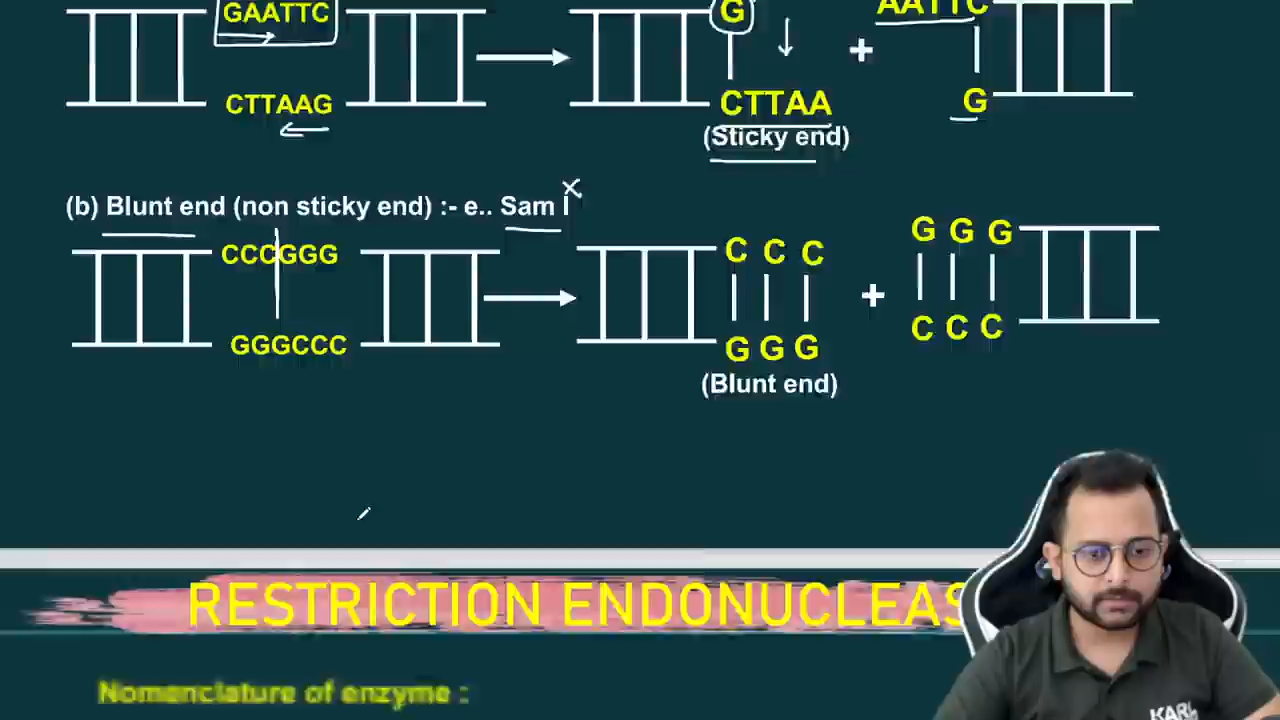 GAATTC
G
AATTC
CTTAAG
CTTAA
G
(Sticky end)
(b) Blunt end (non sticky end) :- e.. Sam I
CCCGGG
C C C
G G G
GGGCCC
G G G
C C C
(Blunt end)
RESTRICTION ENDONUCLEAS
Nomenclature of enzyme :
KARL